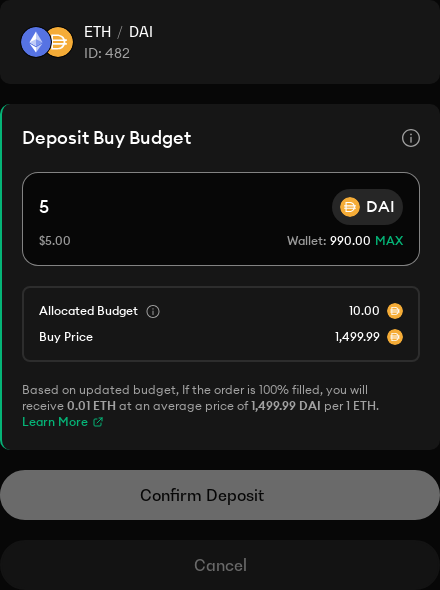 ETH / DAI
ID: 482
Deposit Buy Budget
5 DAI
$5.00 Wallet: 990.00 MAX
Allocated Budget 10.00
Buy Price 1,499.99
Based on updated budget, If the order is 100% filled, you will
receive 0.01 ETH at an average price of 1,499.99 DAI per 1 ETH.
Learn More
Confirm Deposit
Cancel